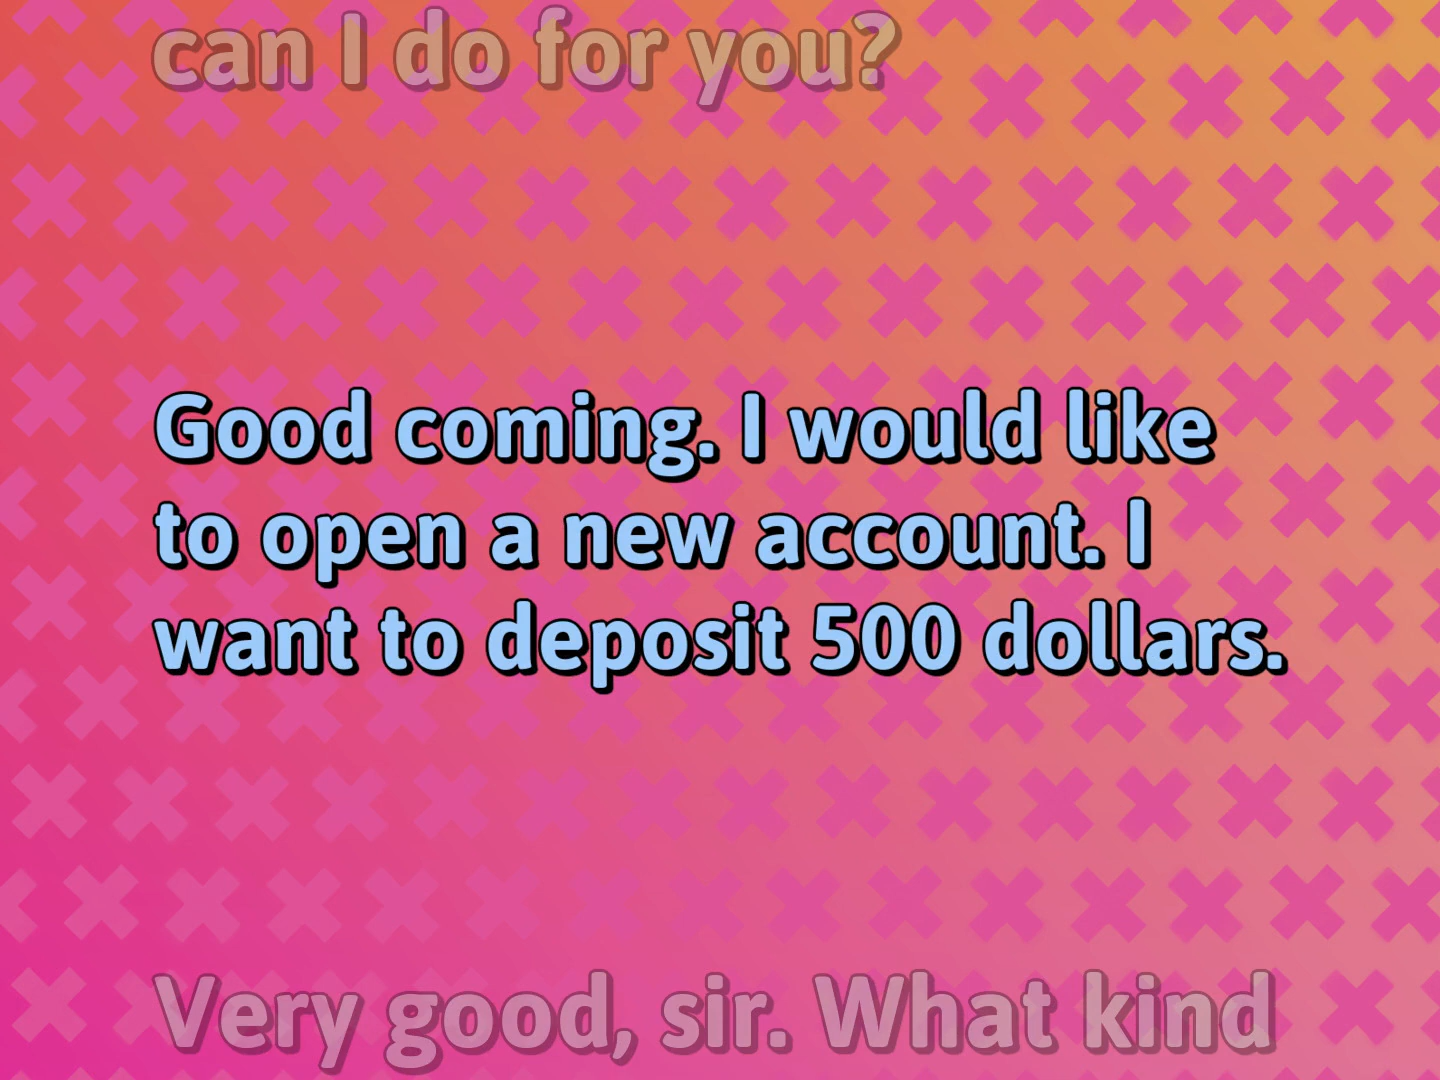 can I do for you?
Good coming. I would like
to open a new account. I
want to deposit 500 dollars.
Very good, sir. What kind